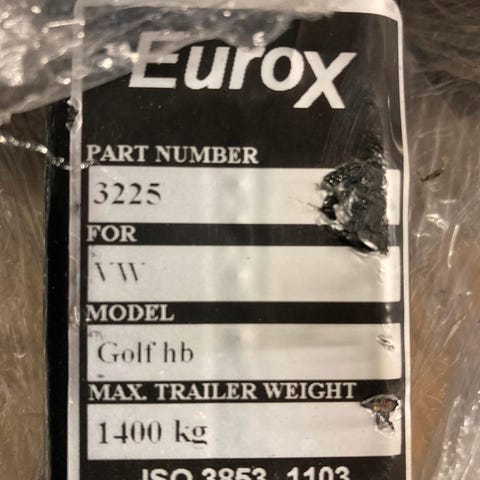 EuroX
PART NUMBER
3225
FOR
VW
MODEL
Golf hb
MAX. TRAILER WEIGHT
1400 kg
ISO 3853 1103